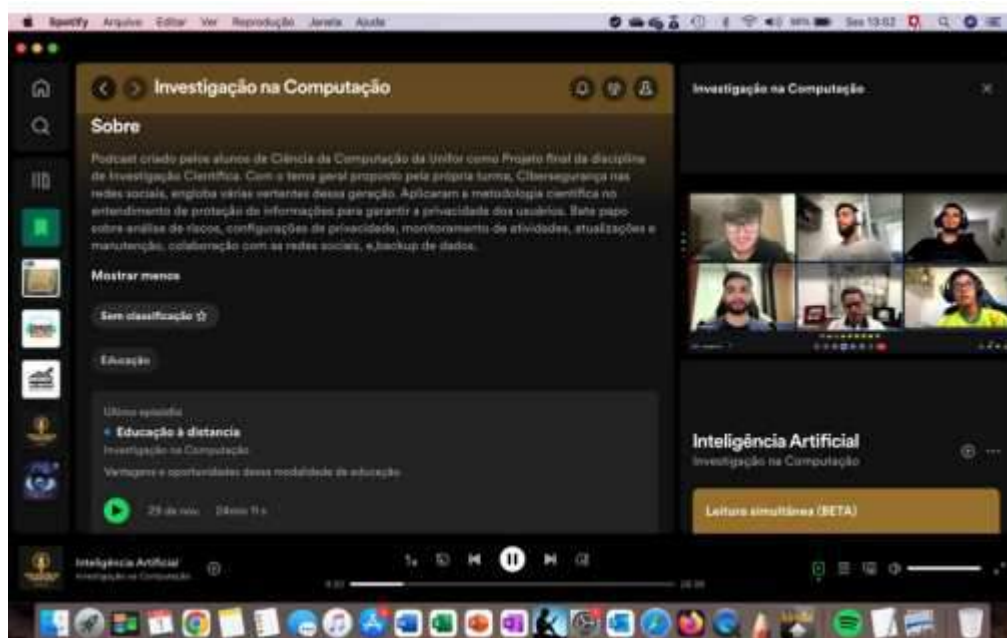 Spotify Arquivo Editar Ver Reprodução Janela Ajuda
Sex 13:52
Investigação na Computação
Sobre
Podcast criado pelos alunos de Ciência da Computação da Unifor como Projeto final da disciplina
de Investigação Científica. Com o tema geral proposto pela própria turma, Cibersegurança nas
redes sociais, engloba várias vertentes dessa geração. Aplicaram a metodologia científica no
entendimento de proteção de informações para garantir a privacidade dos usuários. Bate papo
sobre analise de riscos, configurações de privacidade, monitoramento de atividades, atualizações e
manutenção, colaboração com as redes sociais, e,backup de dados.
Mostrar menos
Sem classificação
Educação
Último episódio
Educação à distancia
Investigação na Computação
Vantagens e oportunidades dessa modalidade de educação
29 de nov. 24min 11s
Investigação na Computação
Inteligência Artificial
Investigação na Computação
Leitura simultânea (BETA)
Inteligência Artificial
Investigação na Computação